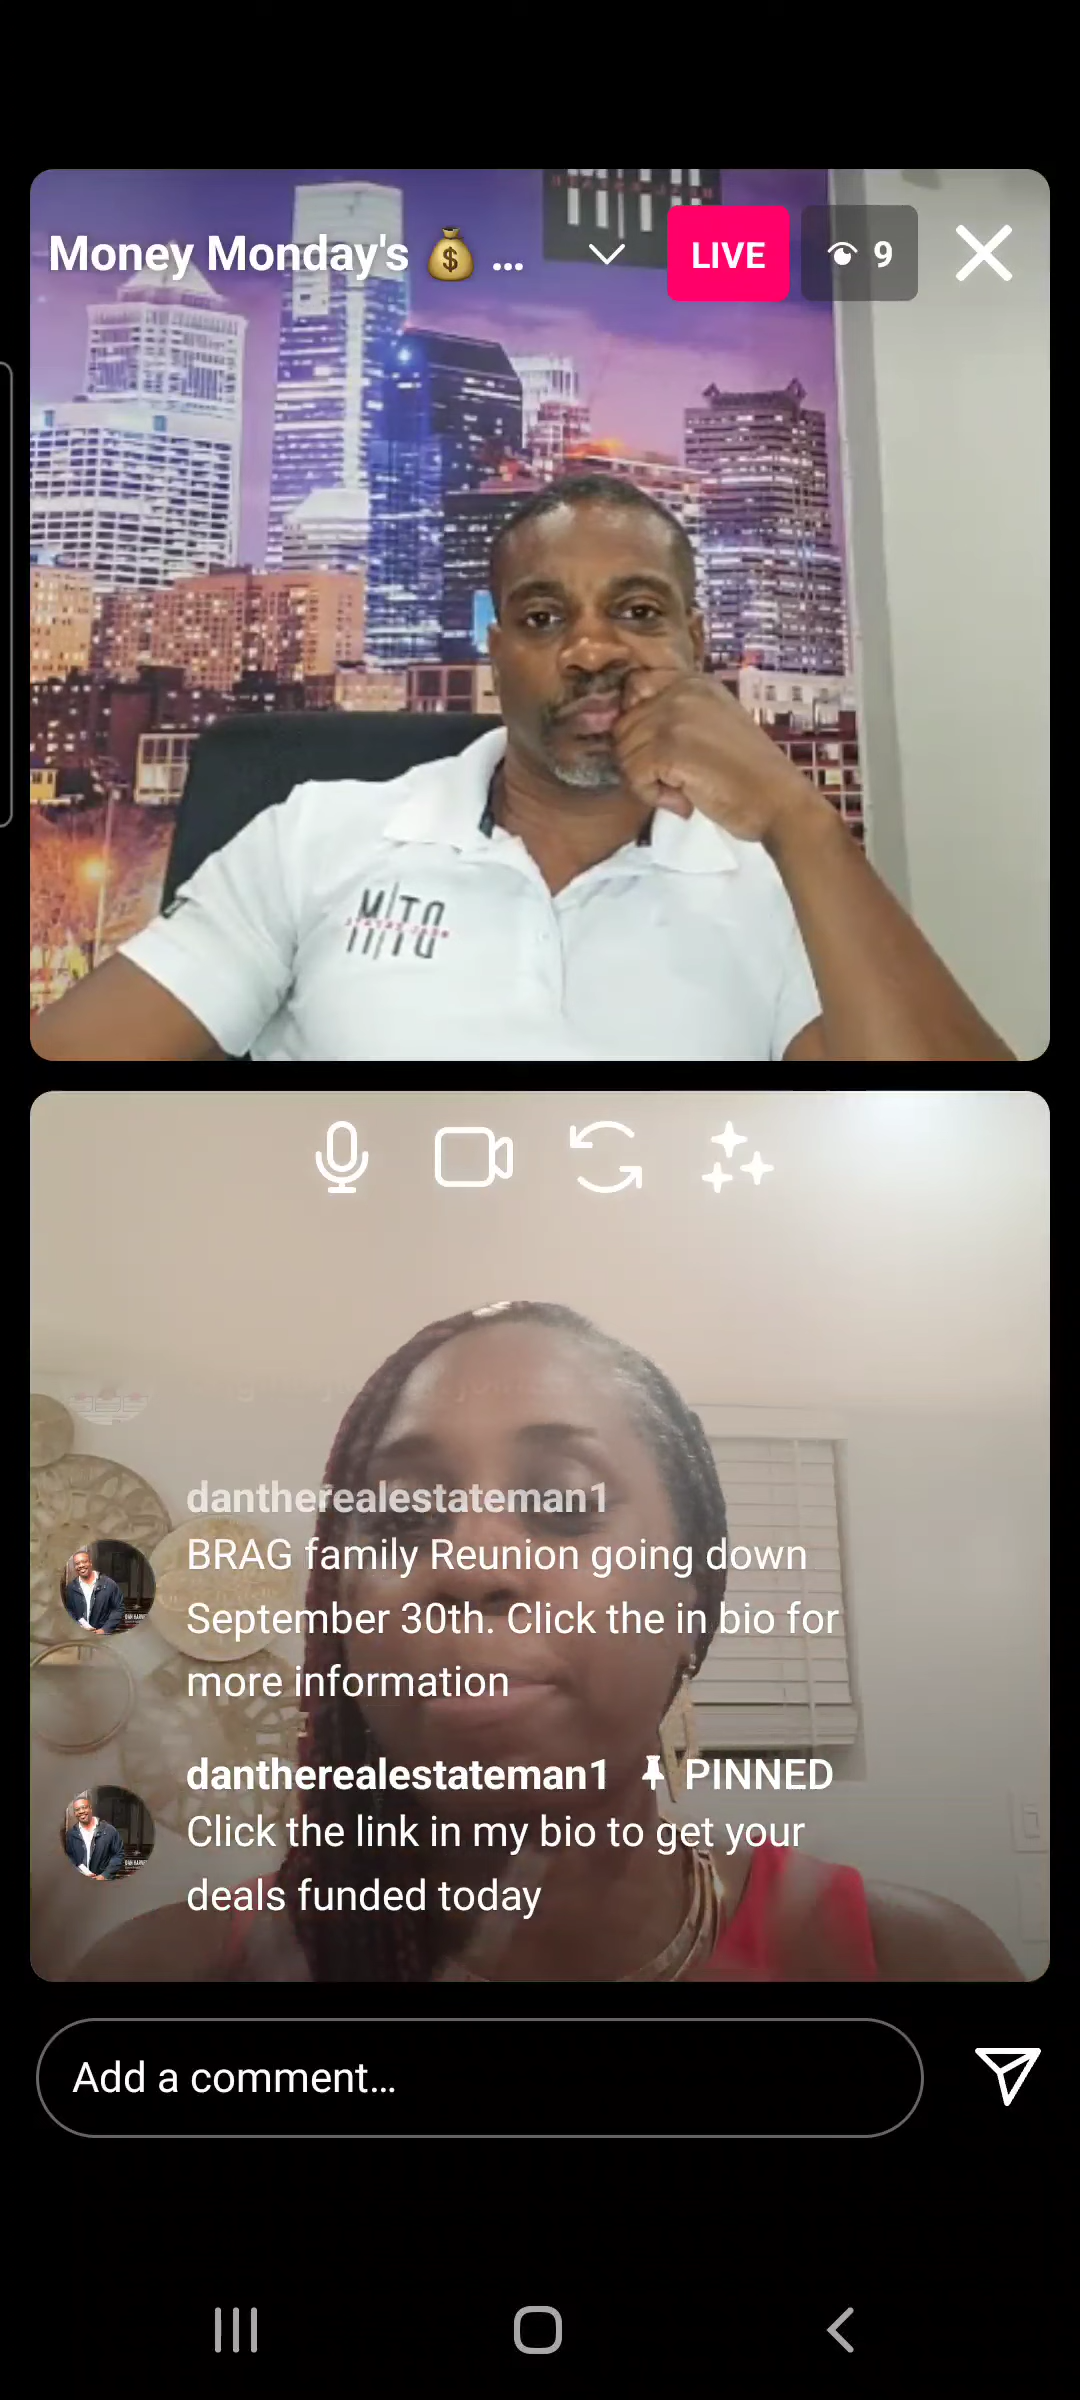 Money Monday's 💰 ...
LIVE
9
dantherealestateman1
BRAG family Reunion going down
September 30th. Click the in bio for
more information
dantherealestateman1 PINNED
Click the link in my bio to get your
deals funded today
Add a comment...